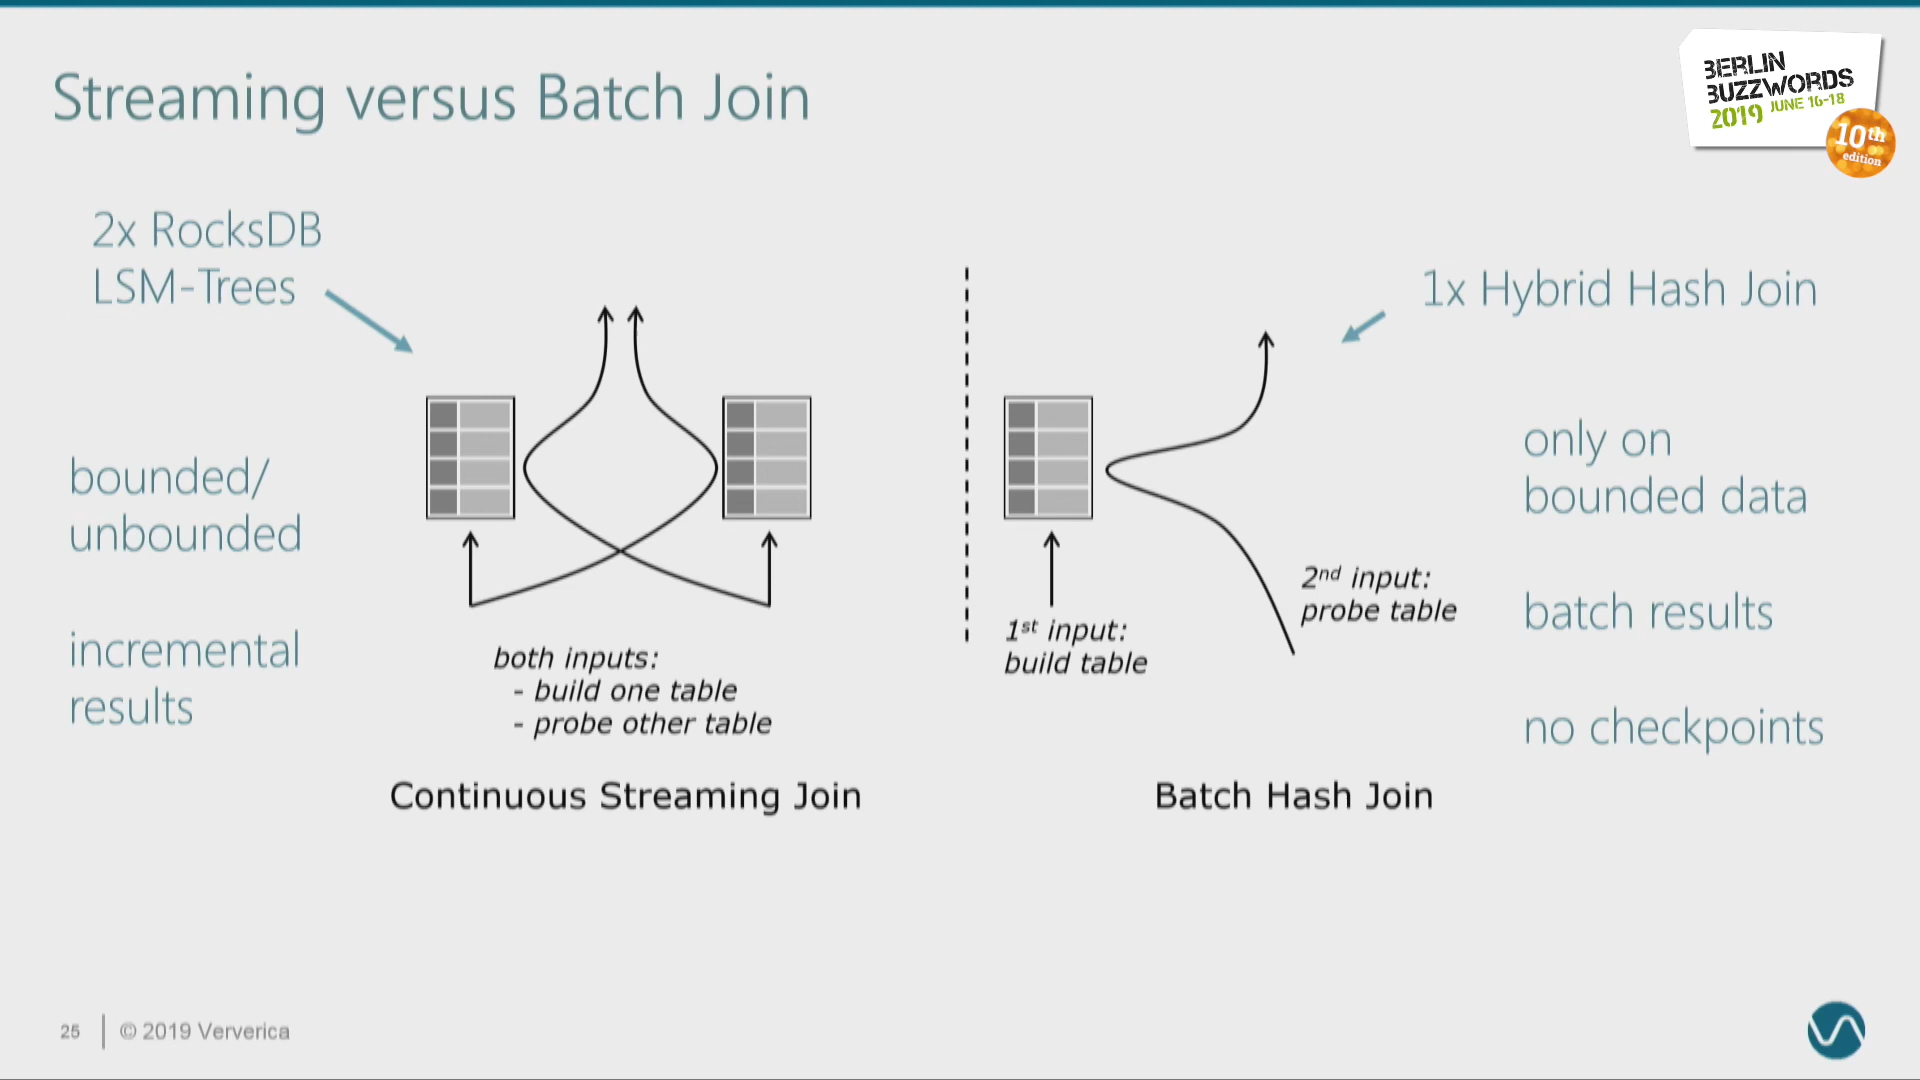 Streaming versus Batch Join
BERLIN
BUZZWORDS
2019 JUNE 16-18
10th
edition
2x RocksDB
LSM-Trees
bounded/
unbounded
incremental
results
both inputs:
- build one table
- probe other table
Continuous Streaming Join
1x Hybrid Hash Join
1st input:
build table
2nd input:
probe table
Batch Hash Join
only on
bounded data
batch results
no checkpoints
25
© 2019 Ververica